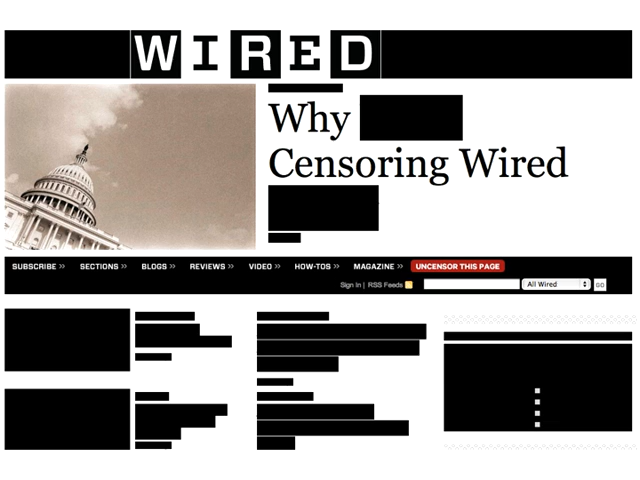 WIRED
Why
Censoring Wired
SUBSCRIBE >> SECTIONS >> BLOGS >> REVIEWS >> VIDEO >> HOW-TOS >> MAGAZINE >> UNCENSOR THIS PAGE
Sign In | RSS Feeds All Wired GO